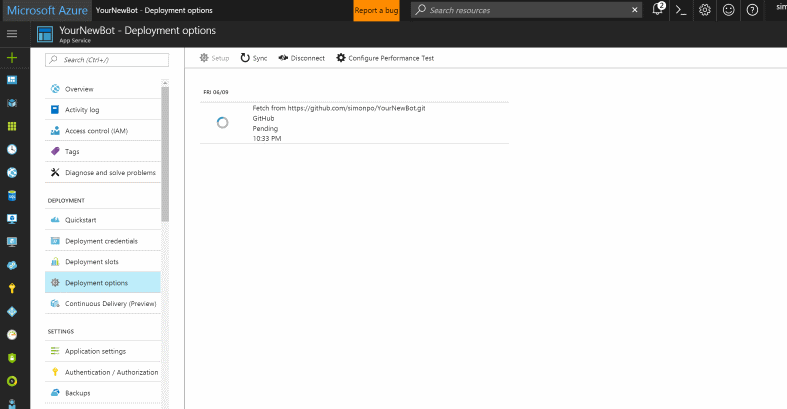 Microsoft Azure YourNewBot - Deployment options Report a bug Search resources 2 sim
YourNewBot - Deployment options
App Service
Search (Ctrl+/)
Setup Sync Disconnect Configure Performance Test
Overview
Activity log
Access control (IAM)
Tags
Diagnose and solve problems
DEPLOYMENT
Quickstart
Deployment credentials
Deployment slots
Deployment options
Continuous Delivery (Preview)
SETTINGS
Application settings
Authentication / Authorization
Backups
FRI 06/09
Fetch from https://github.com/simonpo/YourNewBot.git
GitHub
Pending
10:33 PM